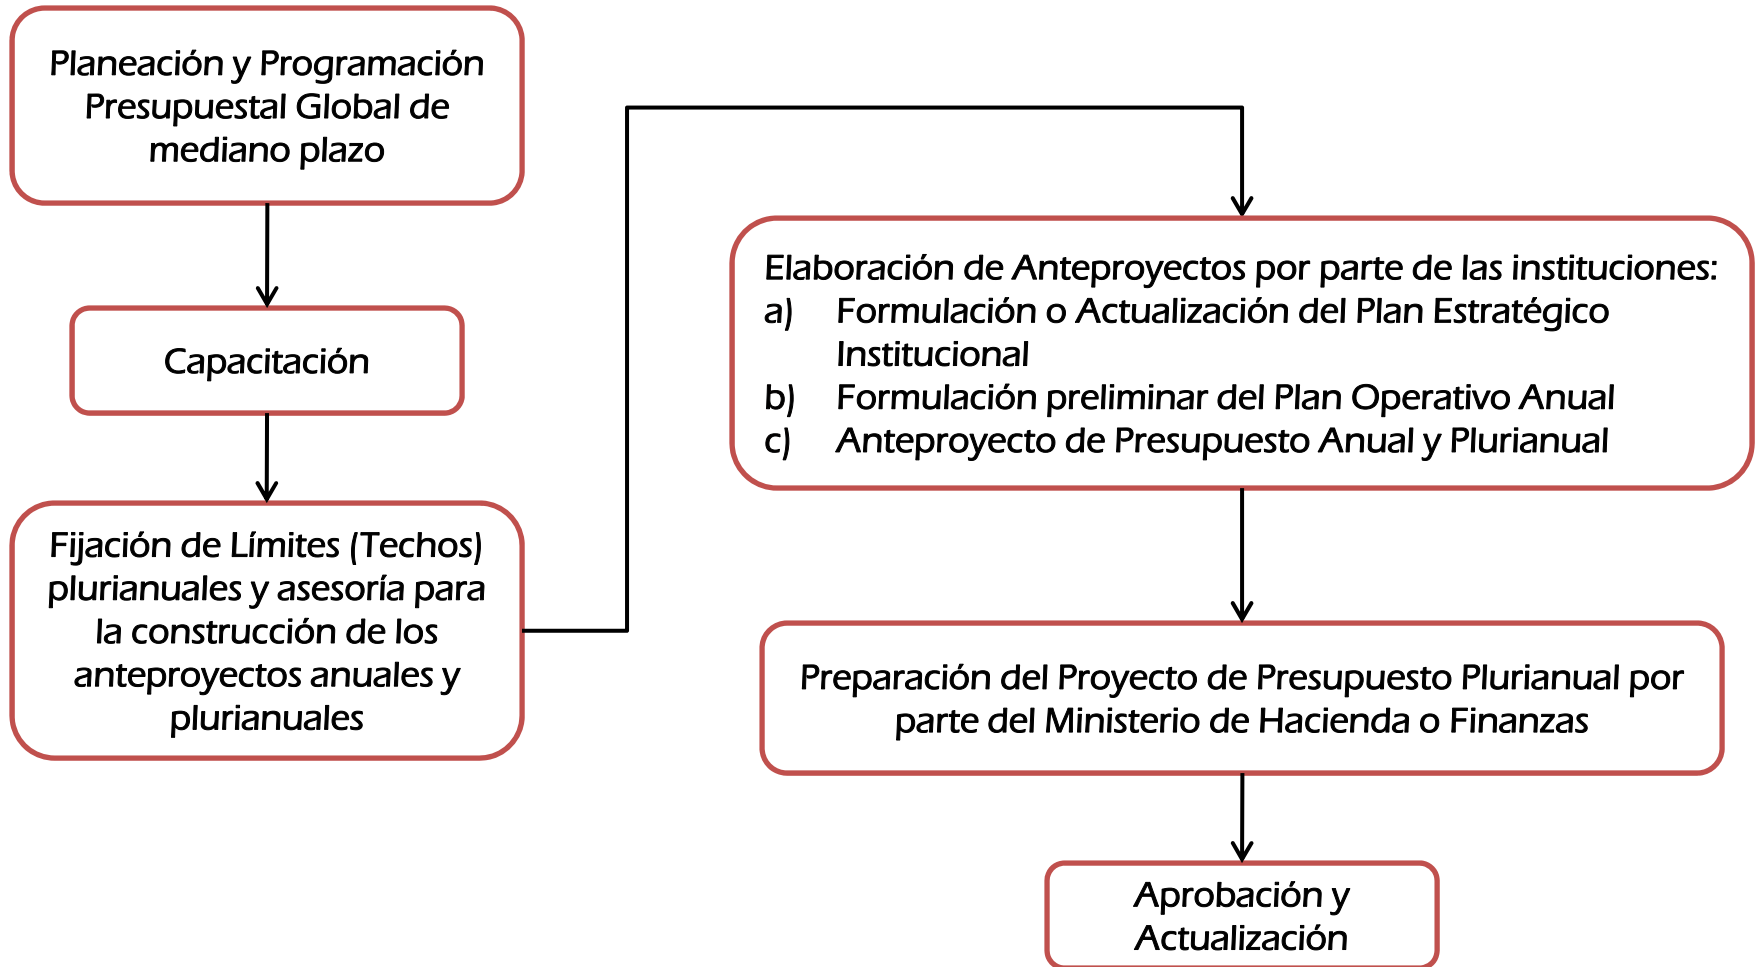 Planeación y Programación
Presupuestal Global de
mediano plazo
Capacitación
Fijación de Límites (Techos)
plurianuales y asesoría para
la construcción de los
anteproyectos anuales y
plurianuales
Elaboración de Anteproyectos por parte de las instituciones:
a) Formulación o Actualización del Plan Estratégico
Institucional
b) Formulación preliminar del Plan Operativo Anual
c) Anteproyecto de Presupuesto Anual y Plurianual
Preparación del Proyecto de Presupuesto Plurianual por
parte del Ministerio de Hacienda o Finanzas
Aprobación y
Actualización